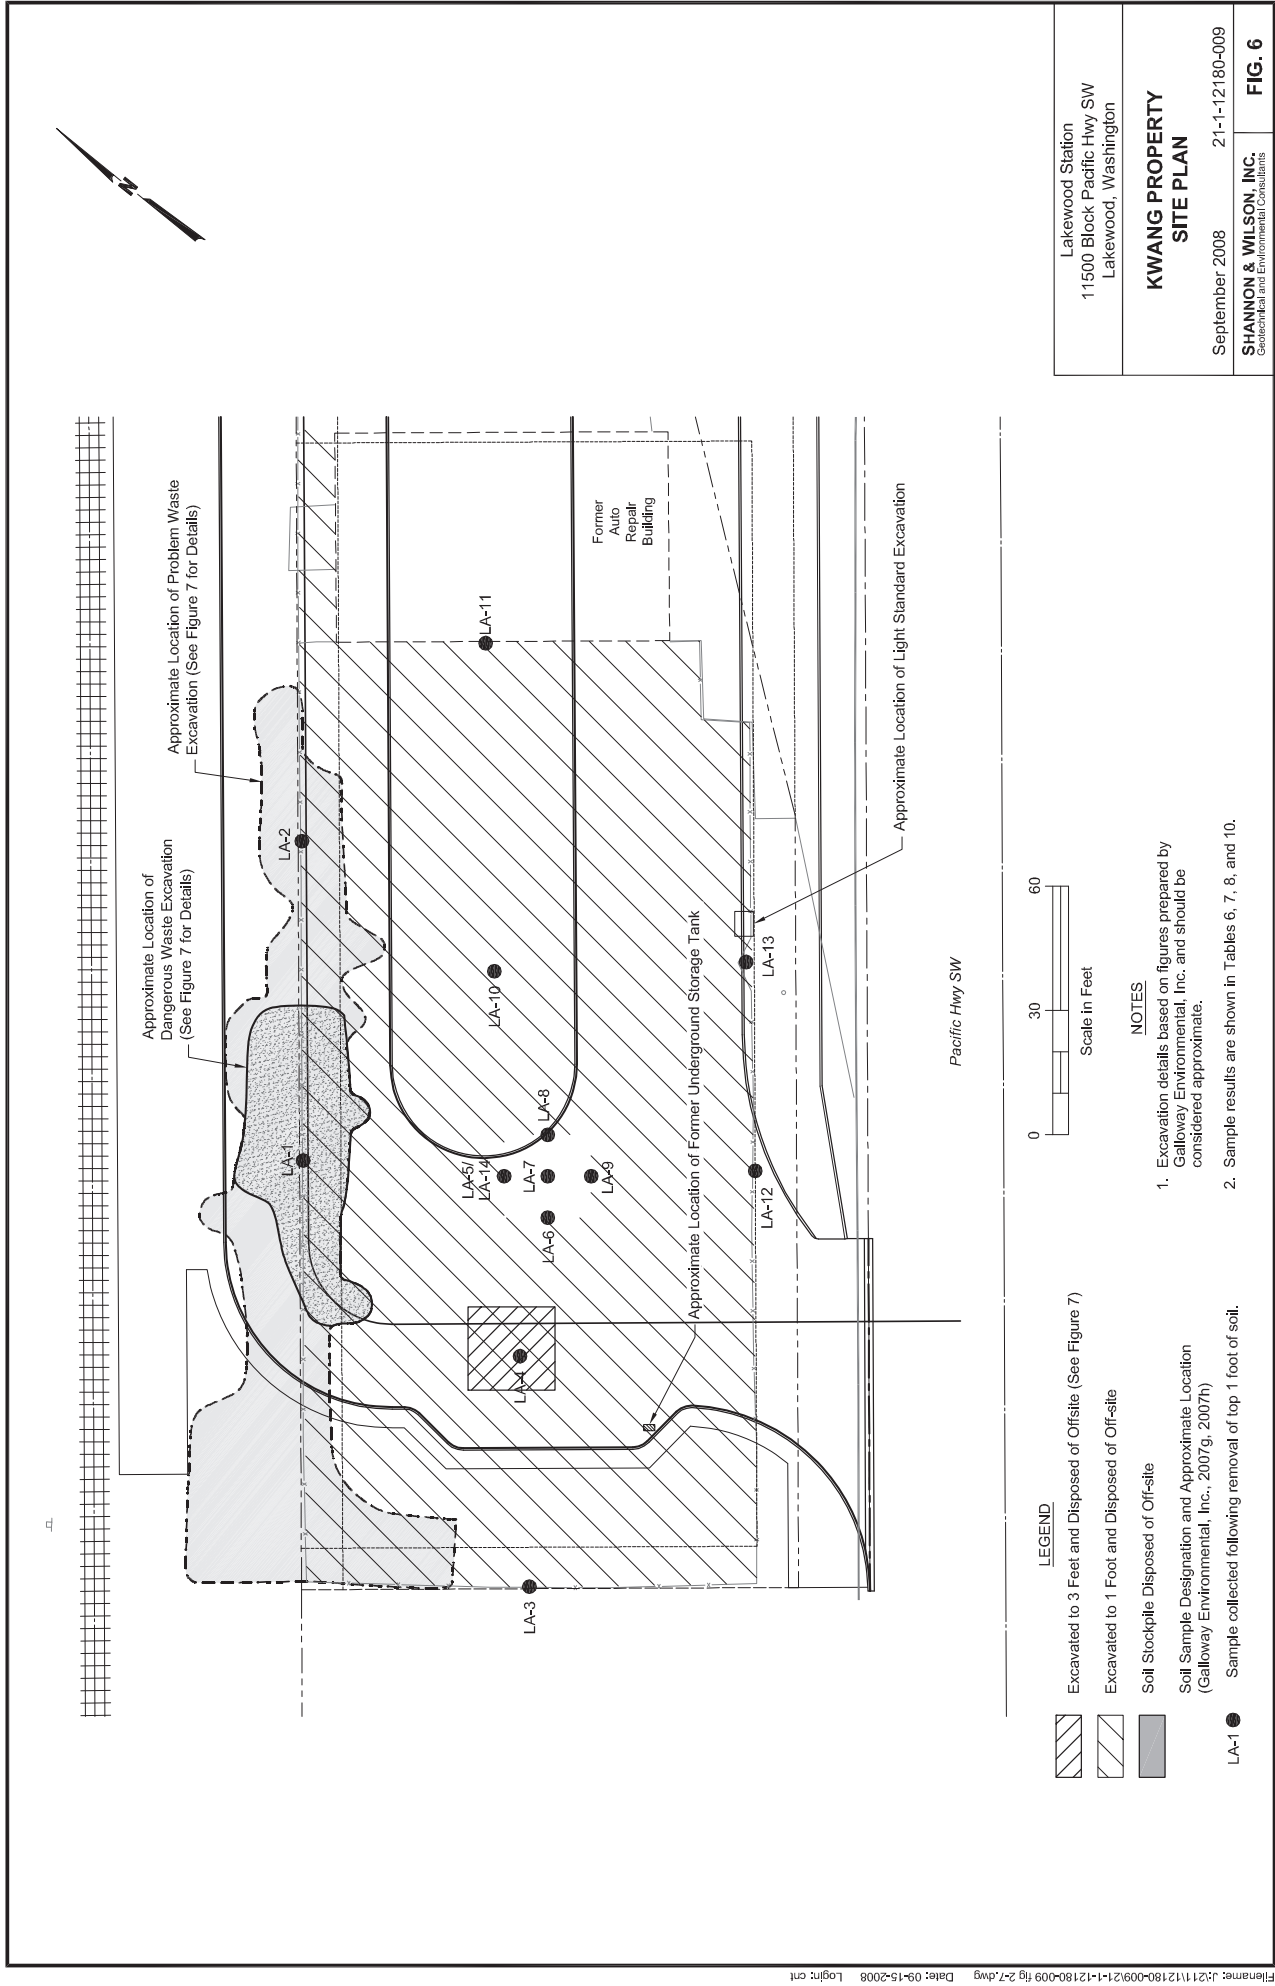 Approximate Location of
Dangerous Waste Excavation
(See Figure 7 for Details)
Approximate Location of Problem Waste
Excavation (See Figure 7 for Details)
N
LA-1
LA-2
LA-3
LA-4
LA-5/
LA-14
LA-6
LA-7
LA-8
LA-9
LA-10
LA-11
LA-12
LA-13
Former
Auto
Repair
Building
Approximate Location of Former Underground Storage Tank
Approximate Location of Light Standard Excavation
Pacific Hwy SW
LEGEND
Excavated to 3 Feet and Disposed of Offsite (See Figure 7)
Excavated to 1 Foot and Disposed of Off-site
Soil Stockpile Disposed of Off-site
Soil Sample Designation and Approximate Location
(Galloway Environmental, Inc., 2007g, 2007h)
LA-1 Sample collected following removal of top 1 foot of soil.
0 30 60
Scale in Feet
NOTES
1. Excavation details based on figures prepared by
Galloway Environmental, Inc. and should be
considered approximate.
2. Sample results are shown in Tables 6, 7, 8, and 10.
Lakewood Station
11500 Block Pacific Hwy SW
Lakewood, Washington
KWANG PROPERTY
SITE PLAN
September 2008 21-1-12180-009
SHANNON & WILSON, INC.
Geotechnical and Environmental Consultants
FIG. 6
Filename: J:\211\12180-009\21-1-12180-009 fig 2-7.dwg Date: 09-15-2008 Login: cnt